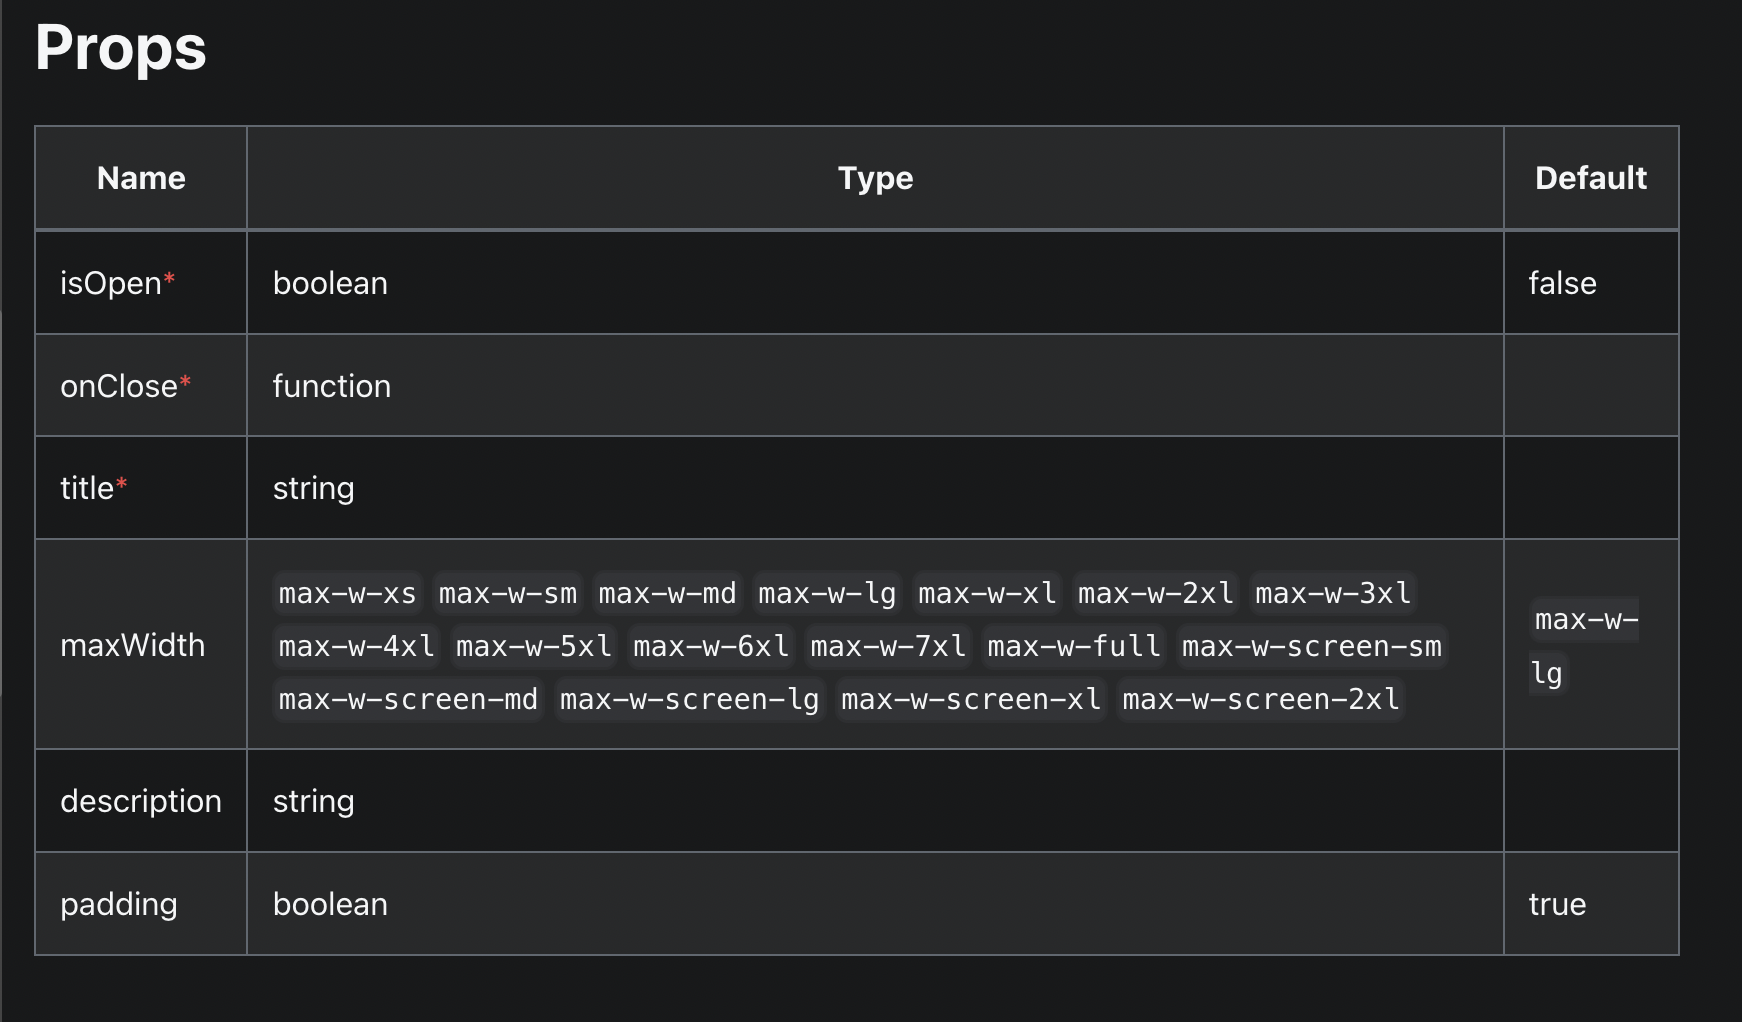 Props
Name Type Default
isOpen* boolean false
onClose* function
title* string
maxWidth
max-w-xs max-w-sm max-w-md max-w-lg max-w-xl max-w-2xl max-w-3xl
max-w-4xl max-w-5xl max-w-6xl max-w-7xl max-w-full max-w-screen-sm
max-w-screen-md max-w-screen-lg max-w-screen-xl max-w-screen-2xl
max-w-
lg
description string
padding boolean true